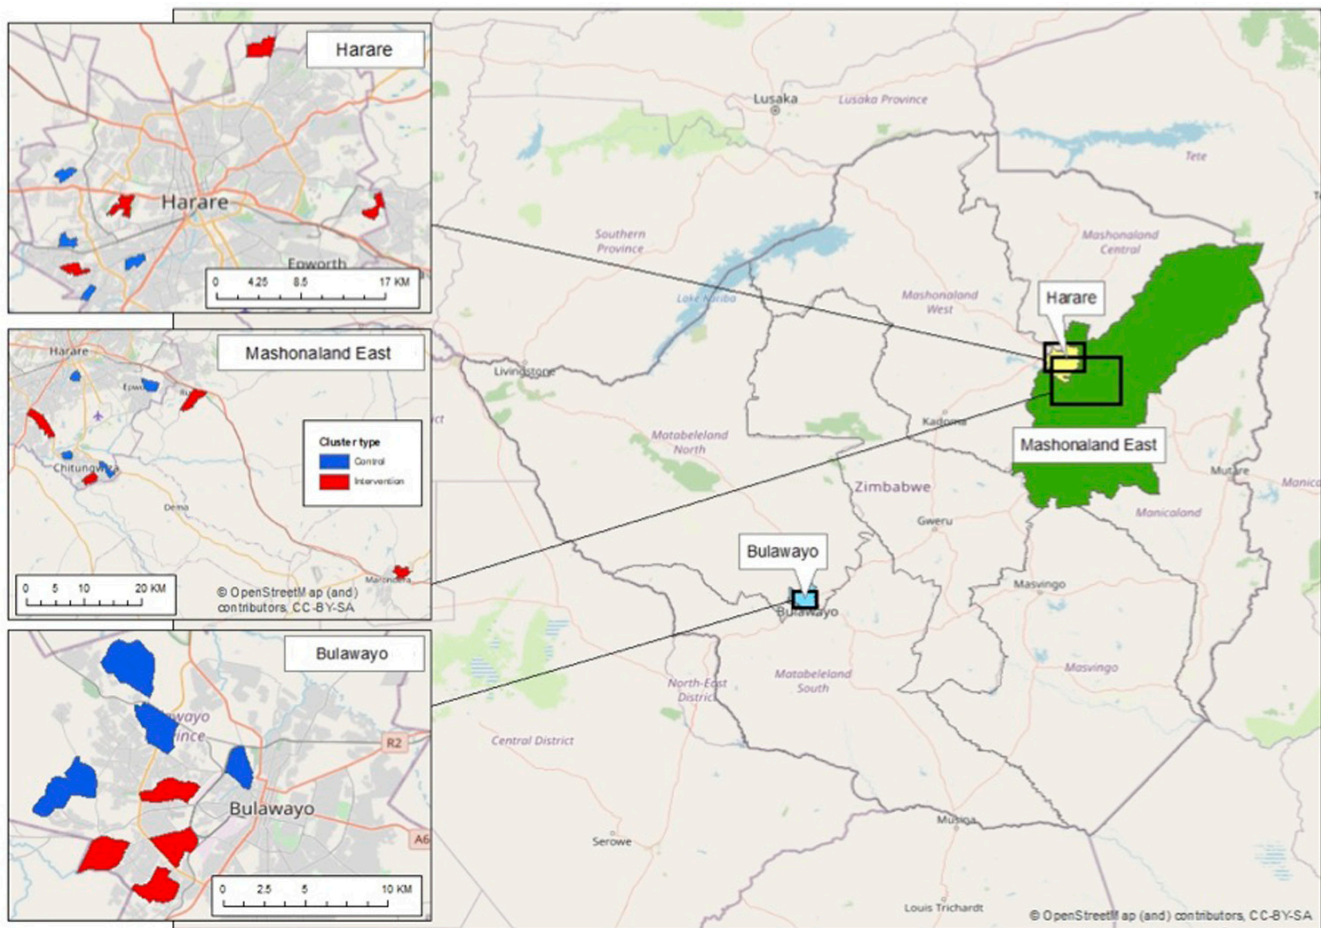 Harare
Harare
Epworth
0 4.25 8.5 17 KM
Mashonaland East
Harare
Chitungwiza
Dema
Cluster type
Control
Intervention
Marondera
0 5 10 20 KM
© OpenStreetMap (and)
contributors, CC-BY-SA
Bulawayo
R2
Bulawayo
A6
0 2.5 5 10 KM
Lusaka
Lusaka Province
Tete
Southern
Province
Mashonaland
Central
Lake Kariba
Mashonaland
West
Harare
Livingstone
Kadoma
Matabeleland
North
Mashonaland East
Mutare
Zimbabwe
Gweru
Manicaland
Bulawayo
Masvingo
Bulawayo
North-East
District
Matabeleland
South
Masvingo
Central District
Serowe
Musina
Louis Trichardt
© OpenStreetMap (and) contributors, CC-BY-SA